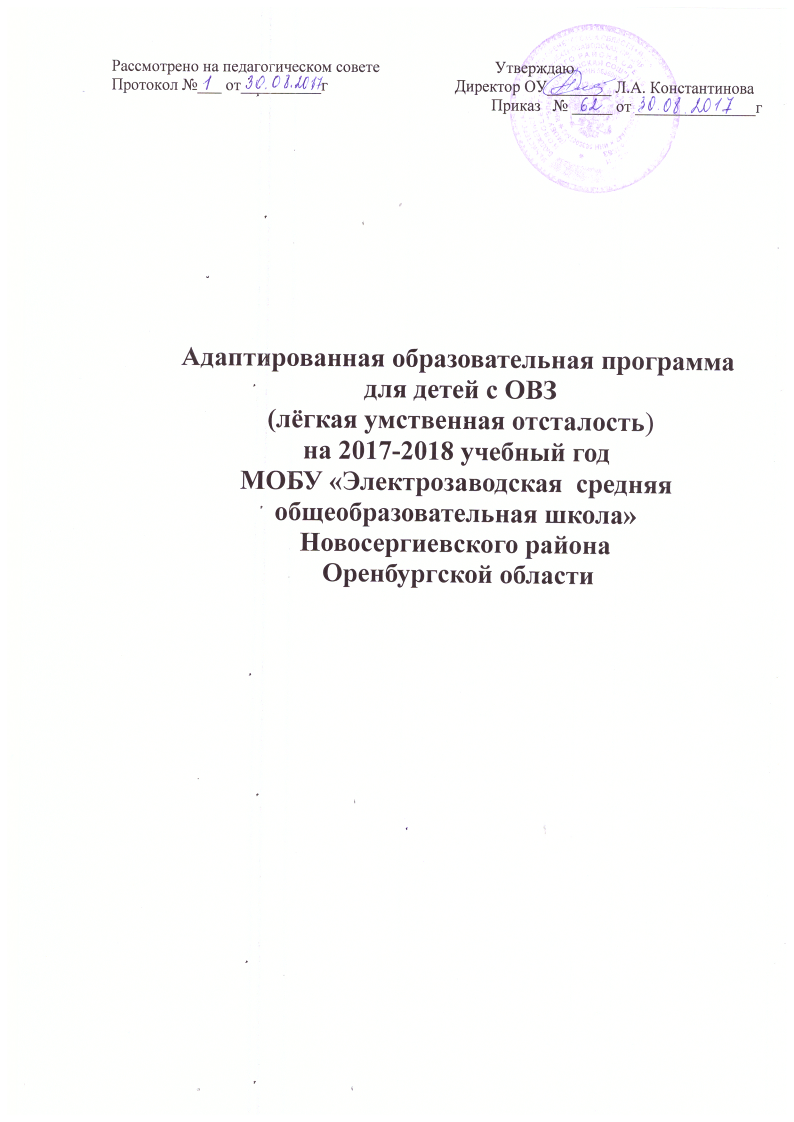 Рассмотрено на педагогическом совете
Протокол № 1 от 30.08.2017г
Утверждаю
Директор ОУ Л.А. Константинова
Приказ № 62 от 30.08 2017 г
Адаптированная образовательная программа
для детей с ОВЗ
(лёгкая умственная отсталость)
на 2017-2018 учебный год
МОБУ «Электрозаводская средняя
общеобразовательная школа»
Новосергиевского района
Оренбургской области